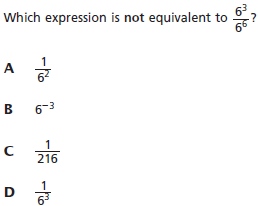 Which expression is not equivalent to 6³/6⁶?
A 1/6²
B 6⁻³
C 1/216
D 1/6³